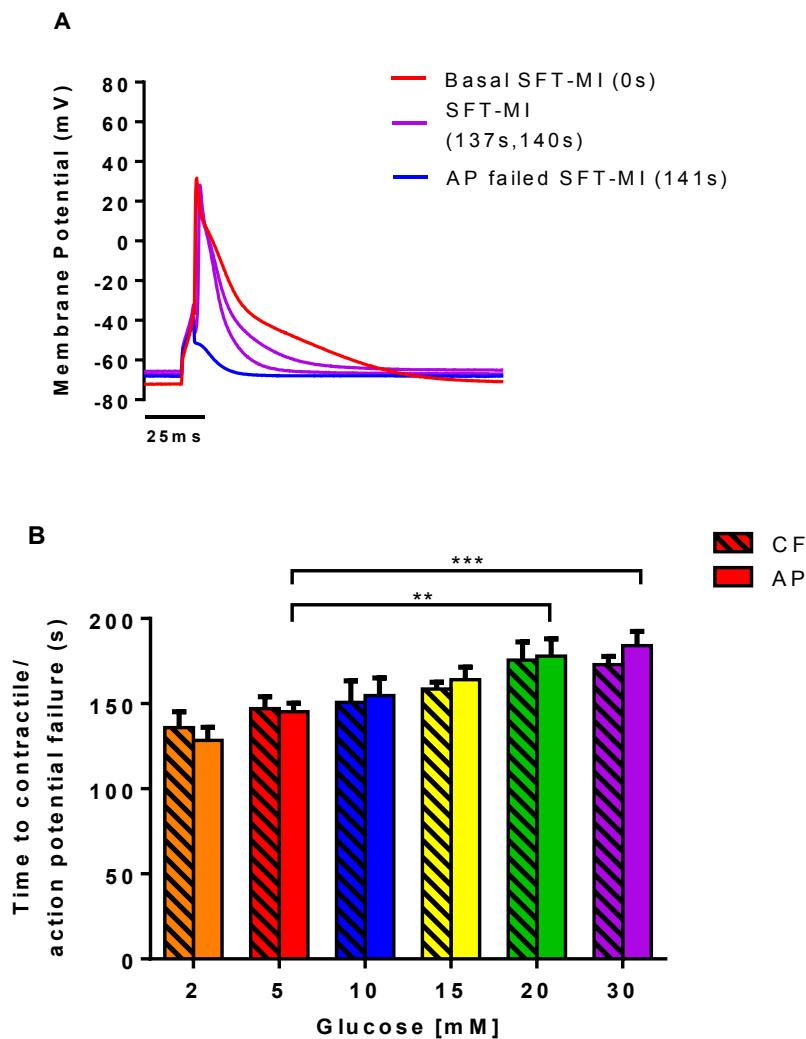 A
80
60
40
20
0
-20
-40
-60
-80
Membrane Potential (mV)
25ms
Basal SFT-MI (0s)
SFT-MI
(137s,140s)
AP failed SFT-MI (141s)
B
CF
AP
***
**
200
150
100
50
0
Time to contractile/
action potential failure (s)
2 5 10 15 20 30
Glucose [mM]